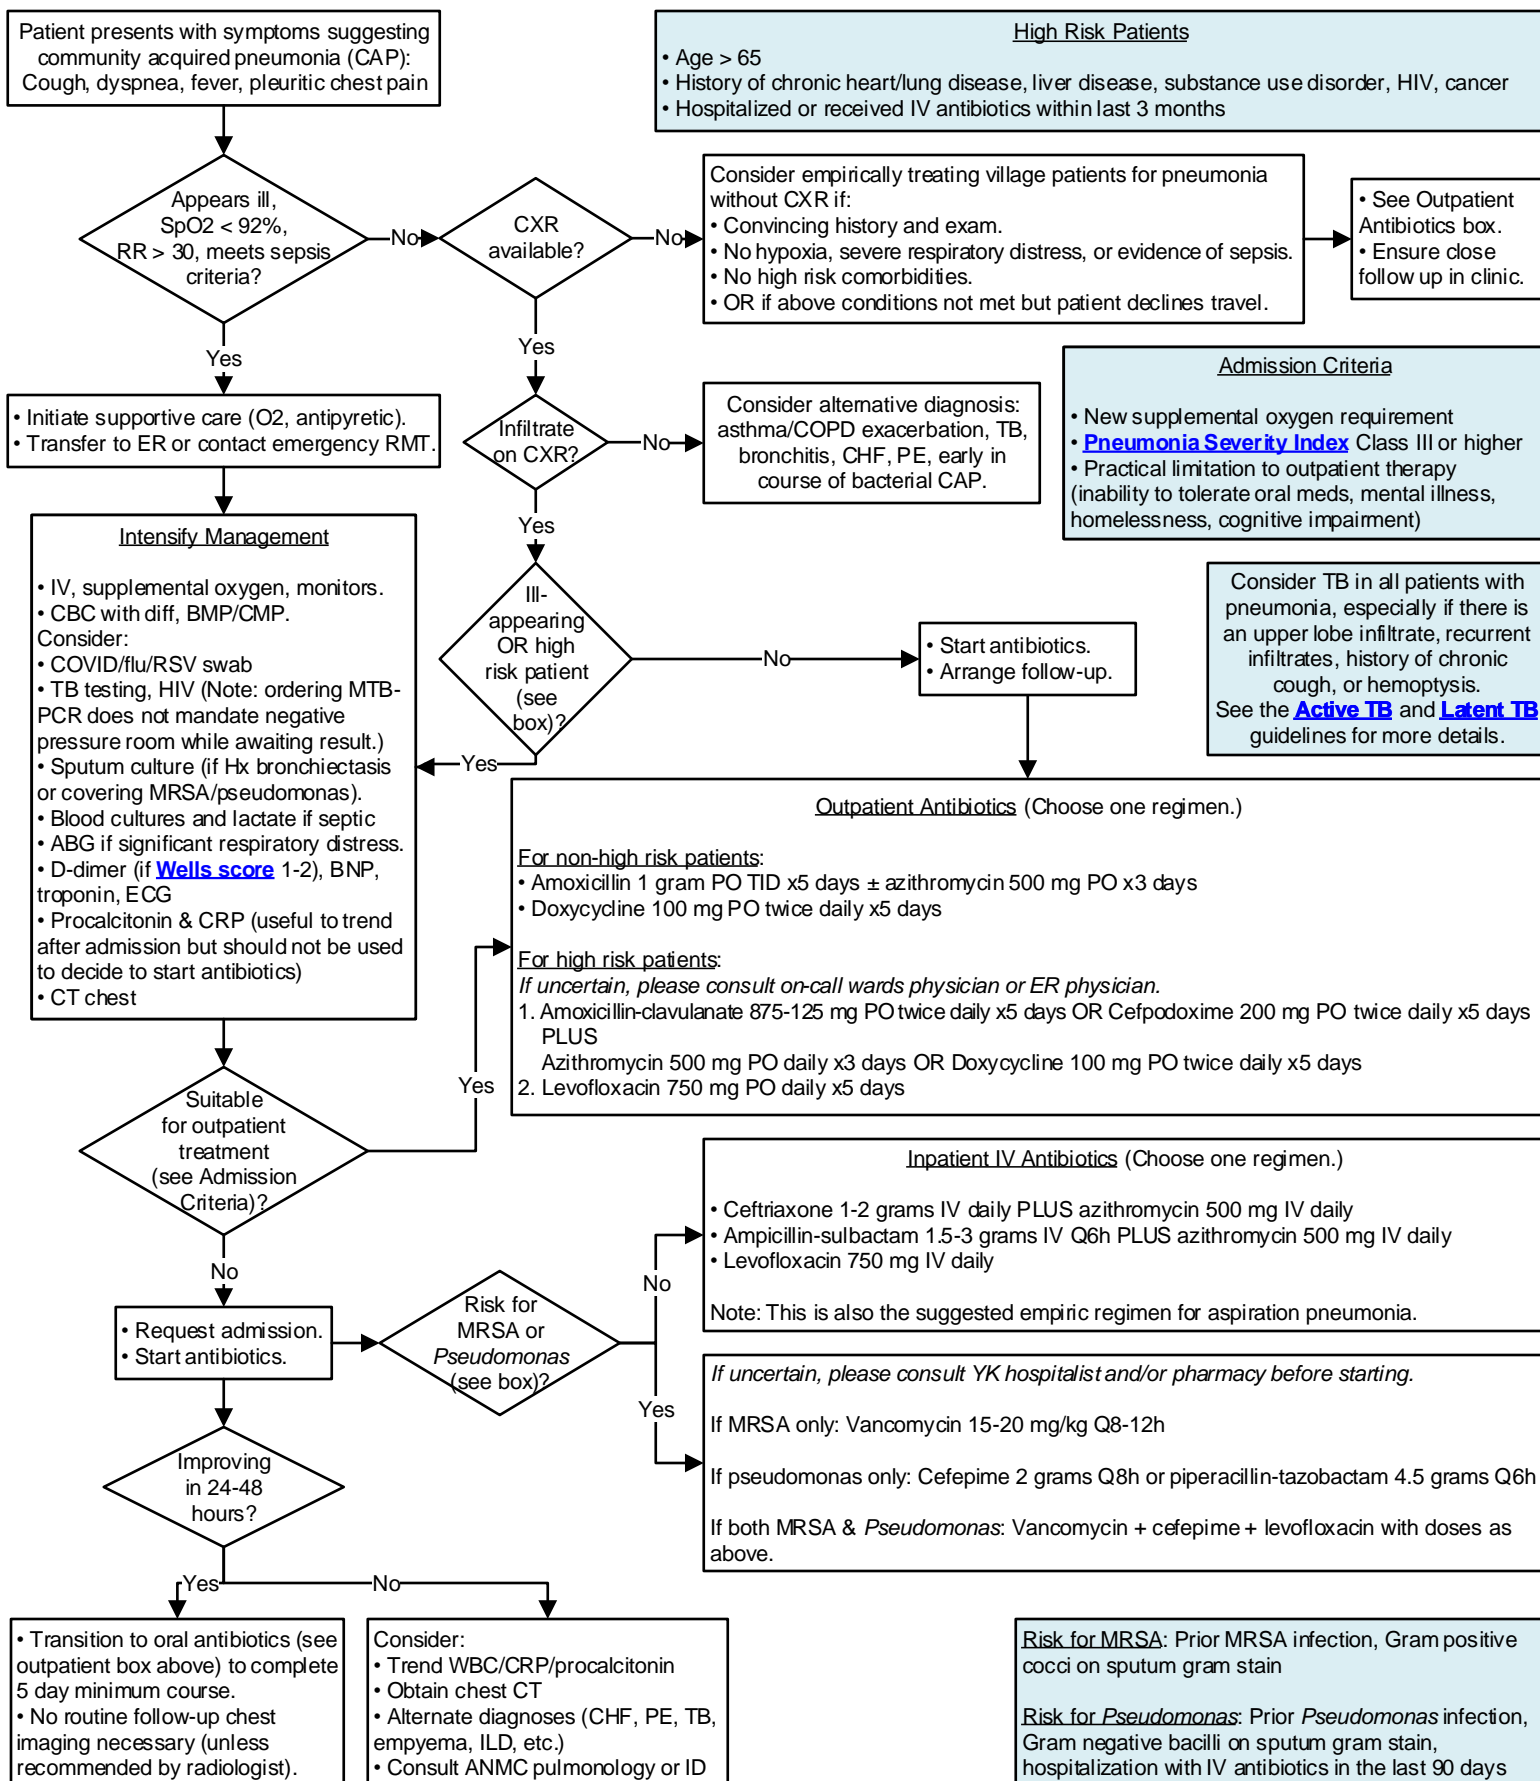 Patient presents with symptoms suggesting
community acquired pneumonia (CAP):
Cough, dyspnea, fever, pleuritic chest pain
High Risk Patients
• Age > 65
• History of chronic heart/lung disease, liver disease, substance use disorder, HIV, cancer
• Hospitalized or received IV antibiotics within last 3 months
Appears ill,
SpO2 < 92%,
RR > 30, meets sepsis
criteria?
No
CXR
available?
No
Consider empirically treating village patients for pneumonia
without CXR if:
• Convincing history and exam.
• No hypoxia, severe respiratory distress, or evidence of sepsis.
• No high risk comorbidities.
• OR if above conditions not met but patient declines travel.
• See Outpatient
Antibiotics box.
• Ensure close
follow up in clinic.
Yes
Yes
• Initiate supportive care (O2, antipyretic).
• Transfer to ER or contact emergency RMT.
Infiltrate
on CXR?
No
Consider alternative diagnosis:
asthma/COPD exacerbation, TB,
bronchitis, CHF, PE, early in
course of bacterial CAP.
Admission Criteria
• New supplemental oxygen requirement
• Pneumonia Severity Index Class III or higher
• Practical limitation to outpatient therapy
(inability to tolerate oral meds, mental illness,
homelessness, cognitive impairment)
Yes
Intensify Management
• IV, supplemental oxygen, monitors.
• CBC with diff, BMP/CMP.
Consider:
• COVID/flu/RSV swab
• TB testing, HIV (Note: ordering MTB-
PCR does not mandate negative
pressure room while awaiting result.)
• Sputum culture (if Hx bronchiectasis
or covering MRSA/pseudomonas).
• Blood cultures and lactate if septic
• ABG if significant respiratory distress.
• D-dimer (if Wells score 1-2), BNP,
troponin, ECG
• Procalcitonin & CRP (useful to trend
after admission but should not be used
to decide to start antibiotics)
• CT chest
Ill-
appearing
OR high
risk patient
(see
box)?
No
Yes
• Start antibiotics.
• Arrange follow-up.
Consider TB in all patients with
pneumonia, especially if there is
an upper lobe infiltrate, recurrent
infiltrates, history of chronic
cough, or hemoptysis.
See the Active TB and Latent TB
guidelines for more details.
Outpatient Antibiotics (Choose one regimen.)
For non-high risk patients:
• Amoxicillin 1 gram PO TID x5 days ± azithromycin 500 mg PO x3 days
• Doxycycline 100 mg PO twice daily x5 days
For high risk patients:
If uncertain, please consult on-call wards physician or ER physician.
1. Amoxicillin-clavulanate 875-125 mg PO twice daily x5 days OR Cefpodoxime 200 mg PO twice daily x5 days
PLUS
Azithromycin 500 mg PO daily x3 days OR Doxycycline 100 mg PO twice daily x5 days
2. Levofloxacin 750 mg PO daily x5 days
Suitable
for outpatient
treatment
(see Admission
Criteria)?
Yes
No
• Request admission.
• Start antibiotics.
Risk for
MRSA or
Pseudomonas
(see box)?
No
Yes
Inpatient IV Antibiotics (Choose one regimen.)
• Ceftriaxone 1-2 grams IV daily PLUS azithromycin 500 mg IV daily
• Ampicillin-sulbactam 1.5-3 grams IV Q6h PLUS azithromycin 500 mg IV daily
• Levofloxacin 750 mg IV daily
Note: This is also the suggested empiric regimen for aspiration pneumonia.
If uncertain, please consult YK hospitalist and/or pharmacy before starting.
If MRSA only: Vancomycin 15-20 mg/kg Q8-12h
If pseudomonas only: Cefepime 2 grams Q8h or piperacillin-tazobactam 4.5 grams Q6h
If both MRSA & Pseudomonas: Vancomycin + cefepime + levofloxacin with doses as
above.
Improving
in 24-48
hours?
Yes
No
• Transition to oral antibiotics (see
outpatient box above) to complete
5 day minimum course.
• No routine follow-up chest
imaging necessary (unless
recommended by radiologist).
Consider:
• Trend WBC/CRP/procalcitonin
• Obtain chest CT
• Alternate diagnoses (CHF, PE, TB,
empyema, ILD, etc.)
• Consult ANMC pulmonology or ID
Risk for MRSA: Prior MRSA infection, Gram positive
cocci on sputum gram stain
Risk for Pseudomonas: Prior Pseudomonas infection,
Gram negative bacilli on sputum gram stain,
hospitalization with IV antibiotics in the last 90 days